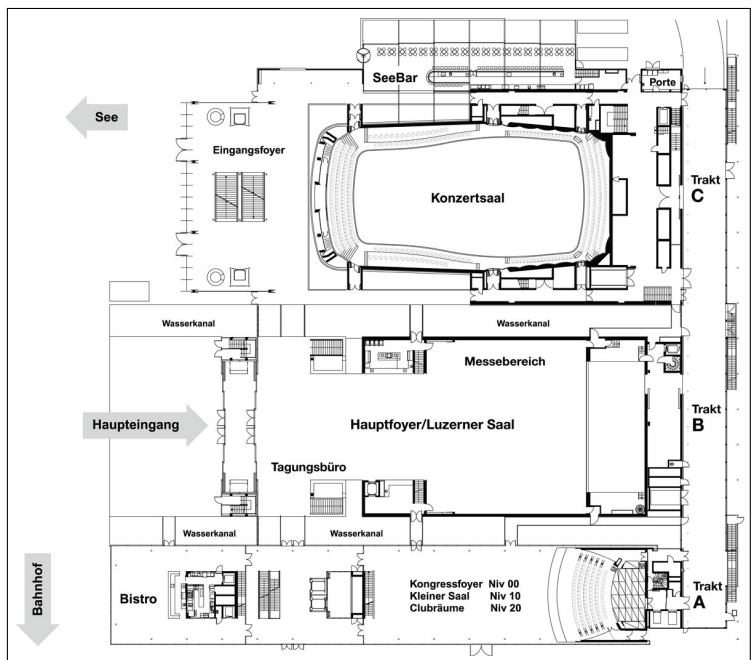 SeeBar
Porte
See
Eingangsfoyer
Konzertsaal
Trakt
C
Wasserkanal
Wasserkanal
Messebereich
Haupteingang
Hauptfoyer/Luzerner Saal
Trakt
B
Tagungsbüro
Wasserkanal
Wasserkanal
Bahnhof
Bistro
Kongressfoyer Niv 00
Kleiner Saal Niv 10
Clubräume Niv 20
Trakt
A